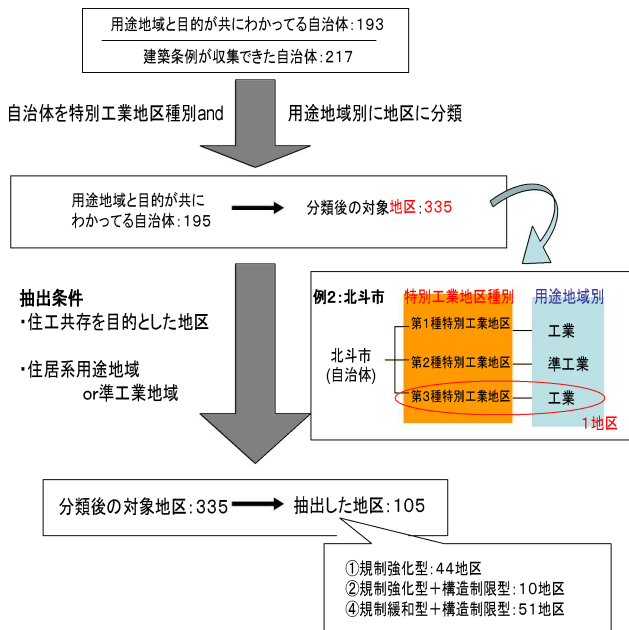 用途地域と目的が共にわかってる自治体:193
建築条例が収集できた自治体:217
自治体を特別工業地区種別and
用途地域別に地区に分類
用途地域と目的が共に
わかってる自治体:195
分類後の対象地区:335
抽出条件
・住工共存を目的とした地区
・住居系用途地域
or準工業地域
例2:北斗市
特別工業地区種別
用途地域別
北斗市
(自治体)
第1種特別工業地区
工業
第2種特別工業地区
準工業
第3種特別工業地区
工業
1地区
分類後の対象地区:335
抽出した地区:105
①規制強化型:44地区
②規制強化型+構造制限型:10地区
④規制緩和型+構造制限型:51地区